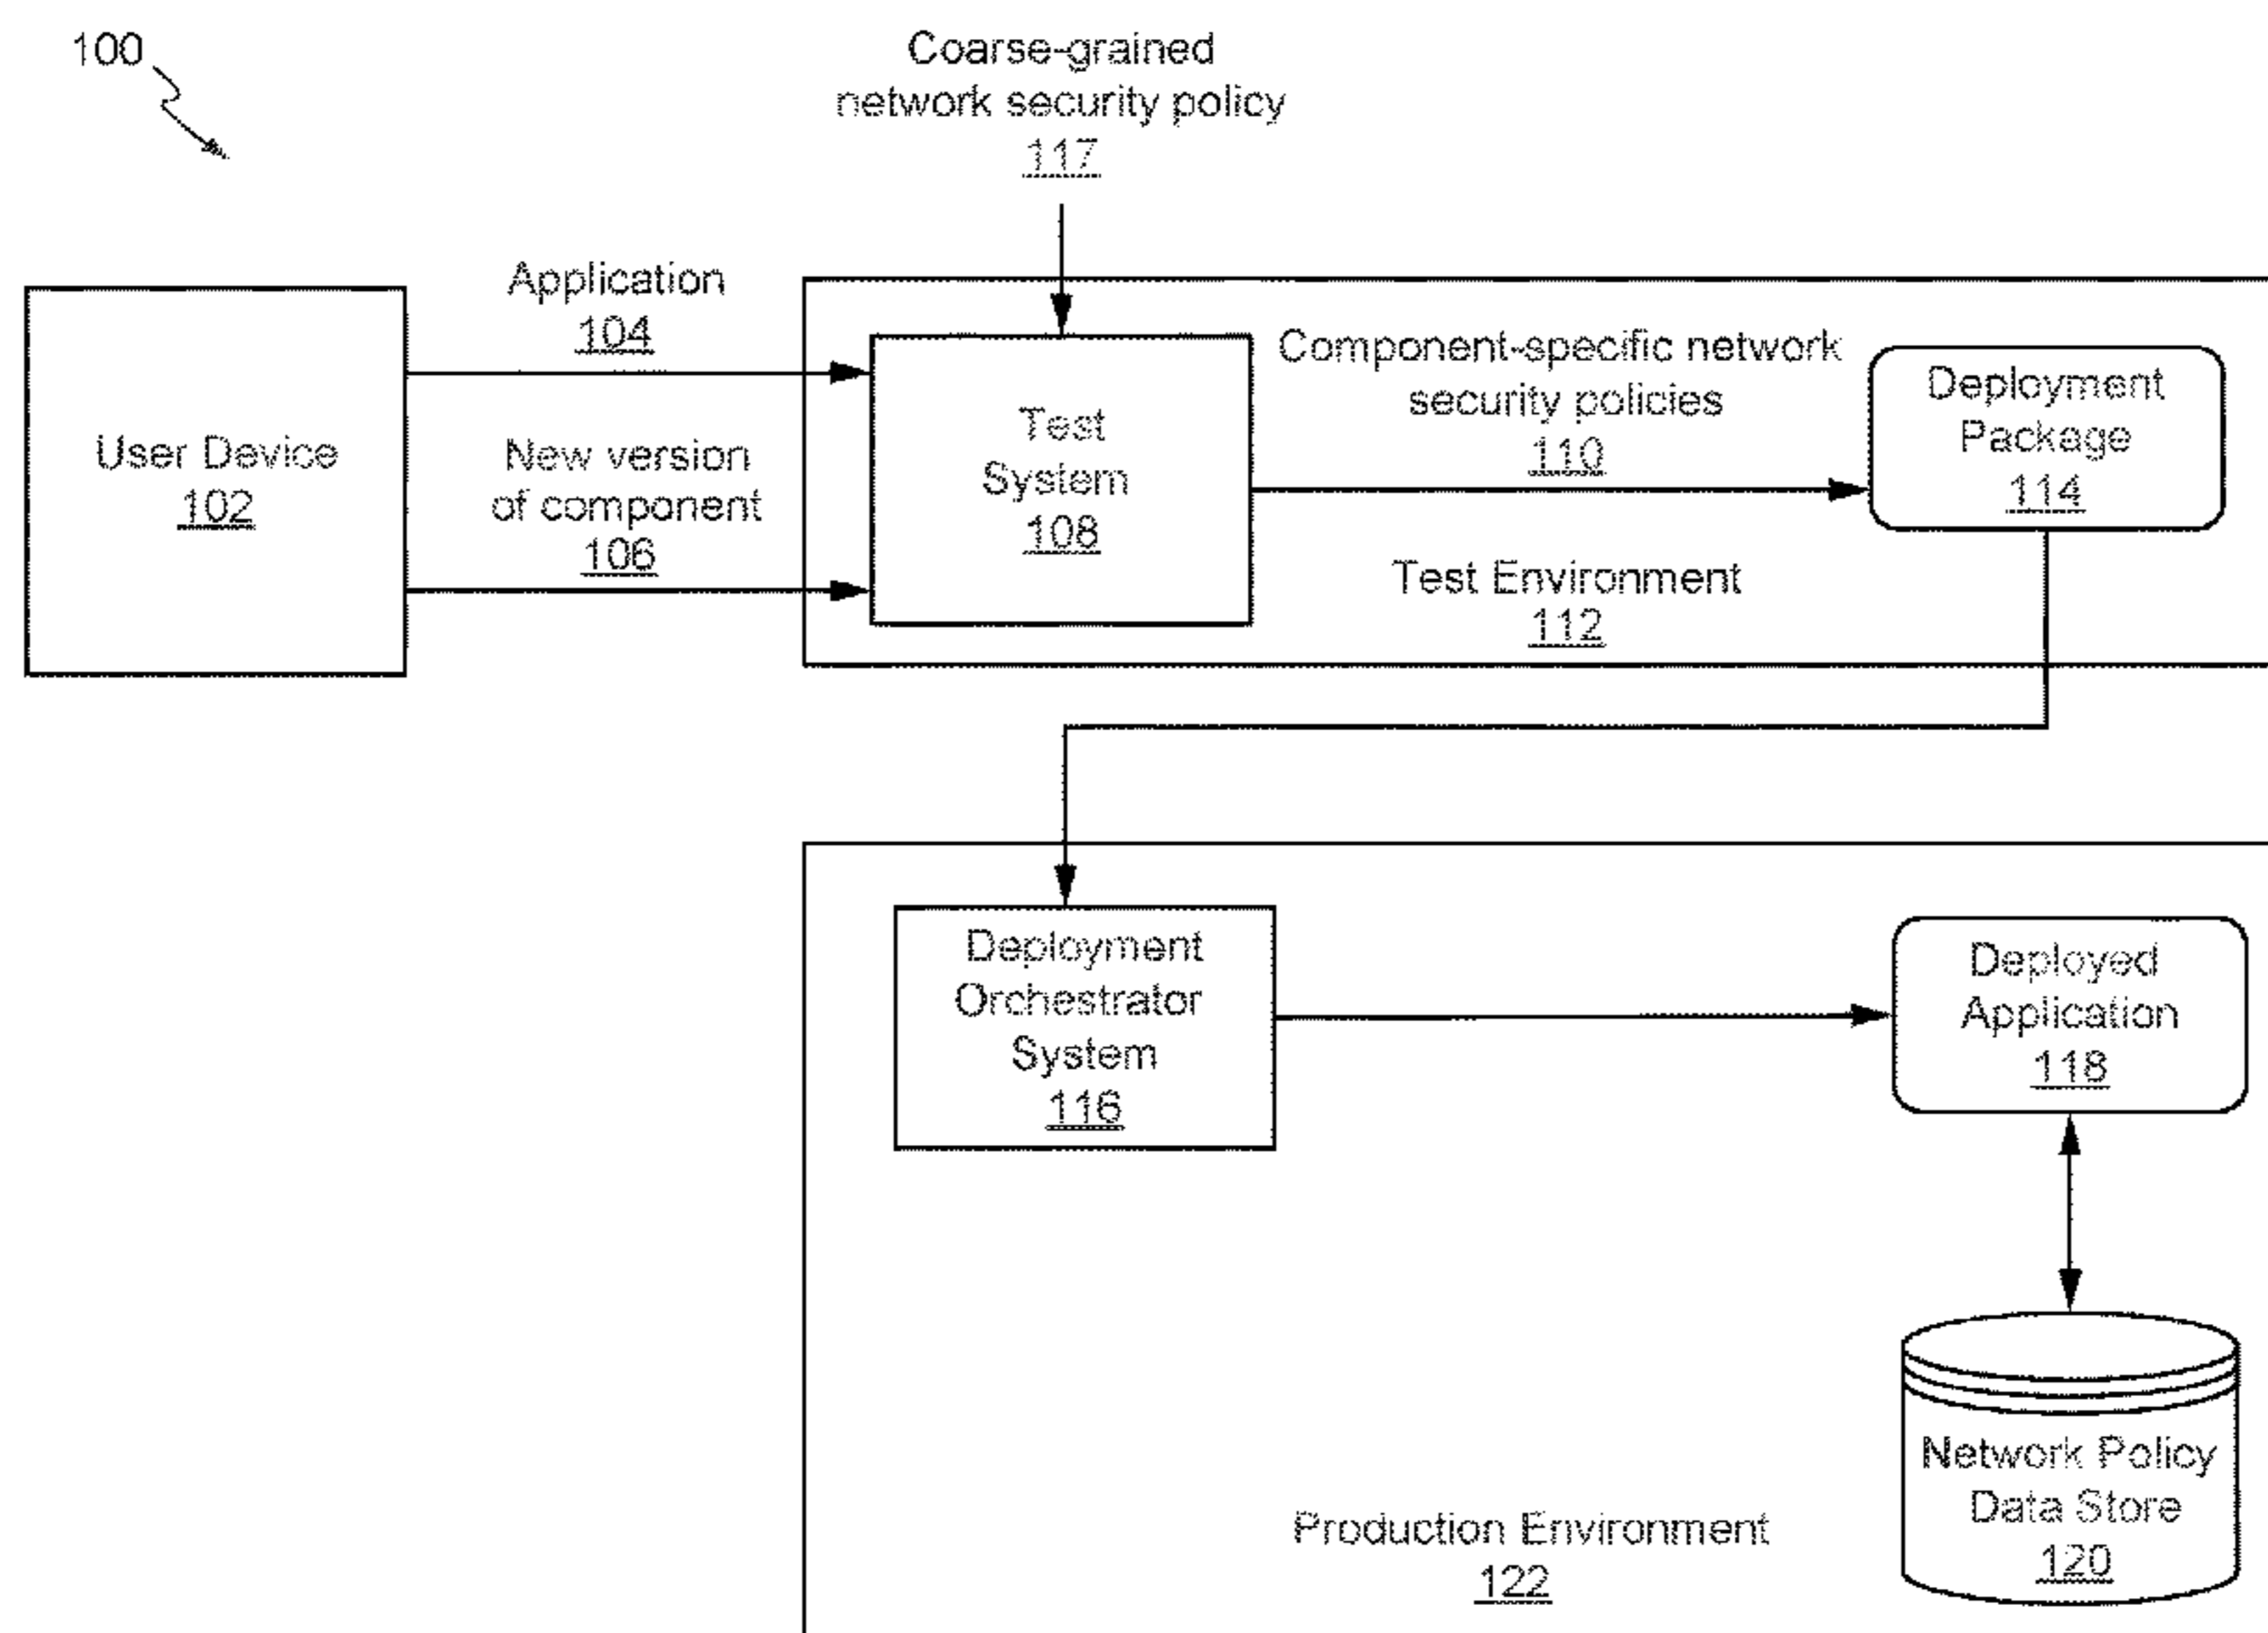 100
Coarse-grained
network security policy
117
Application
104
User Device
102
New version
of component
106
Test
System
108
Component-specific network
security policies
110
Deployment
Package
114
Test Environment
112
Deployment
Orchestrator
System
116
Deployed
Application
118
Network Policy
Data Store
120
Production Environment
122